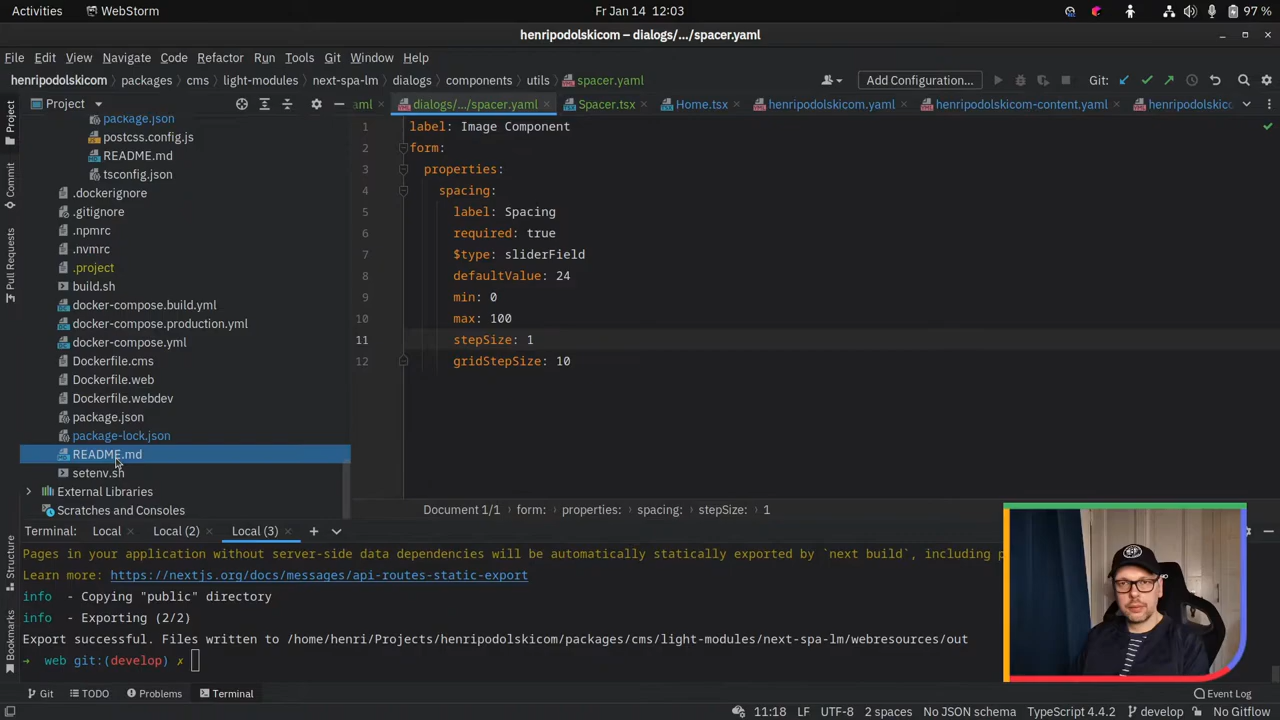 Activities WebStorm Fr Jan 14 12:03 97 %
henripodolskicom – dialogs/.../spacer.yaml
File Edit View Navigate Code Refactor Run Tools Git Window Help
henripodolskicom packages cms light-modules next-spa-lm dialogs components utils spacer.yaml Add Configuration... Git:
Project aml dialogs/.../spacer.yaml Spacer.tsx Home.tsx henripodolskicom.yaml henripodolskicom-content.yaml henripodolskic
package.json
postcss.config.js
README.md
tsconfig.json
.dockerignore
.gitignore
.npmrc
.nvmrc
.project
build.sh
docker-compose.build.yml
docker-compose.production.yml
docker-compose.yml
Dockerfile.cms
Dockerfile.web
Dockerfile.webdev
package.json
package-lock.json
README.md
setenv.sh
External Libraries
Scratches and Consoles
1 label: Image Component
2 form:
3 properties:
4 spacing:
5 label: Spacing
6 required: true
7 $type: sliderField
8 defaultValue: 24
9 min: 0
10 max: 100
11 stepSize: 1
12 gridStepSize: 10
Document 1/1 form: properties: spacing: stepSize: 1
Project
Commit
Pull Requests
Structure
Bookmarks
Terminal: Local Local (2) Local (3)
Pages in your application without server-side data dependencies will be automatically statically exported by `next build`, including p
Learn more: https://nextjs.org/docs/messages/api-routes-static-export
info - Copying "public" directory
info - Exporting (2/2)
Export successful. Files written to /home/henri/Projects/henripodolskicom/packages/cms/light-modules/next-spa-lm/webresources/out
→ web git:(develop) ✗
Git TODO Problems Terminal Event Log
11:18 LF UTF-8 2 spaces No JSON schema TypeScript 4.4.2 develop No Gitflow